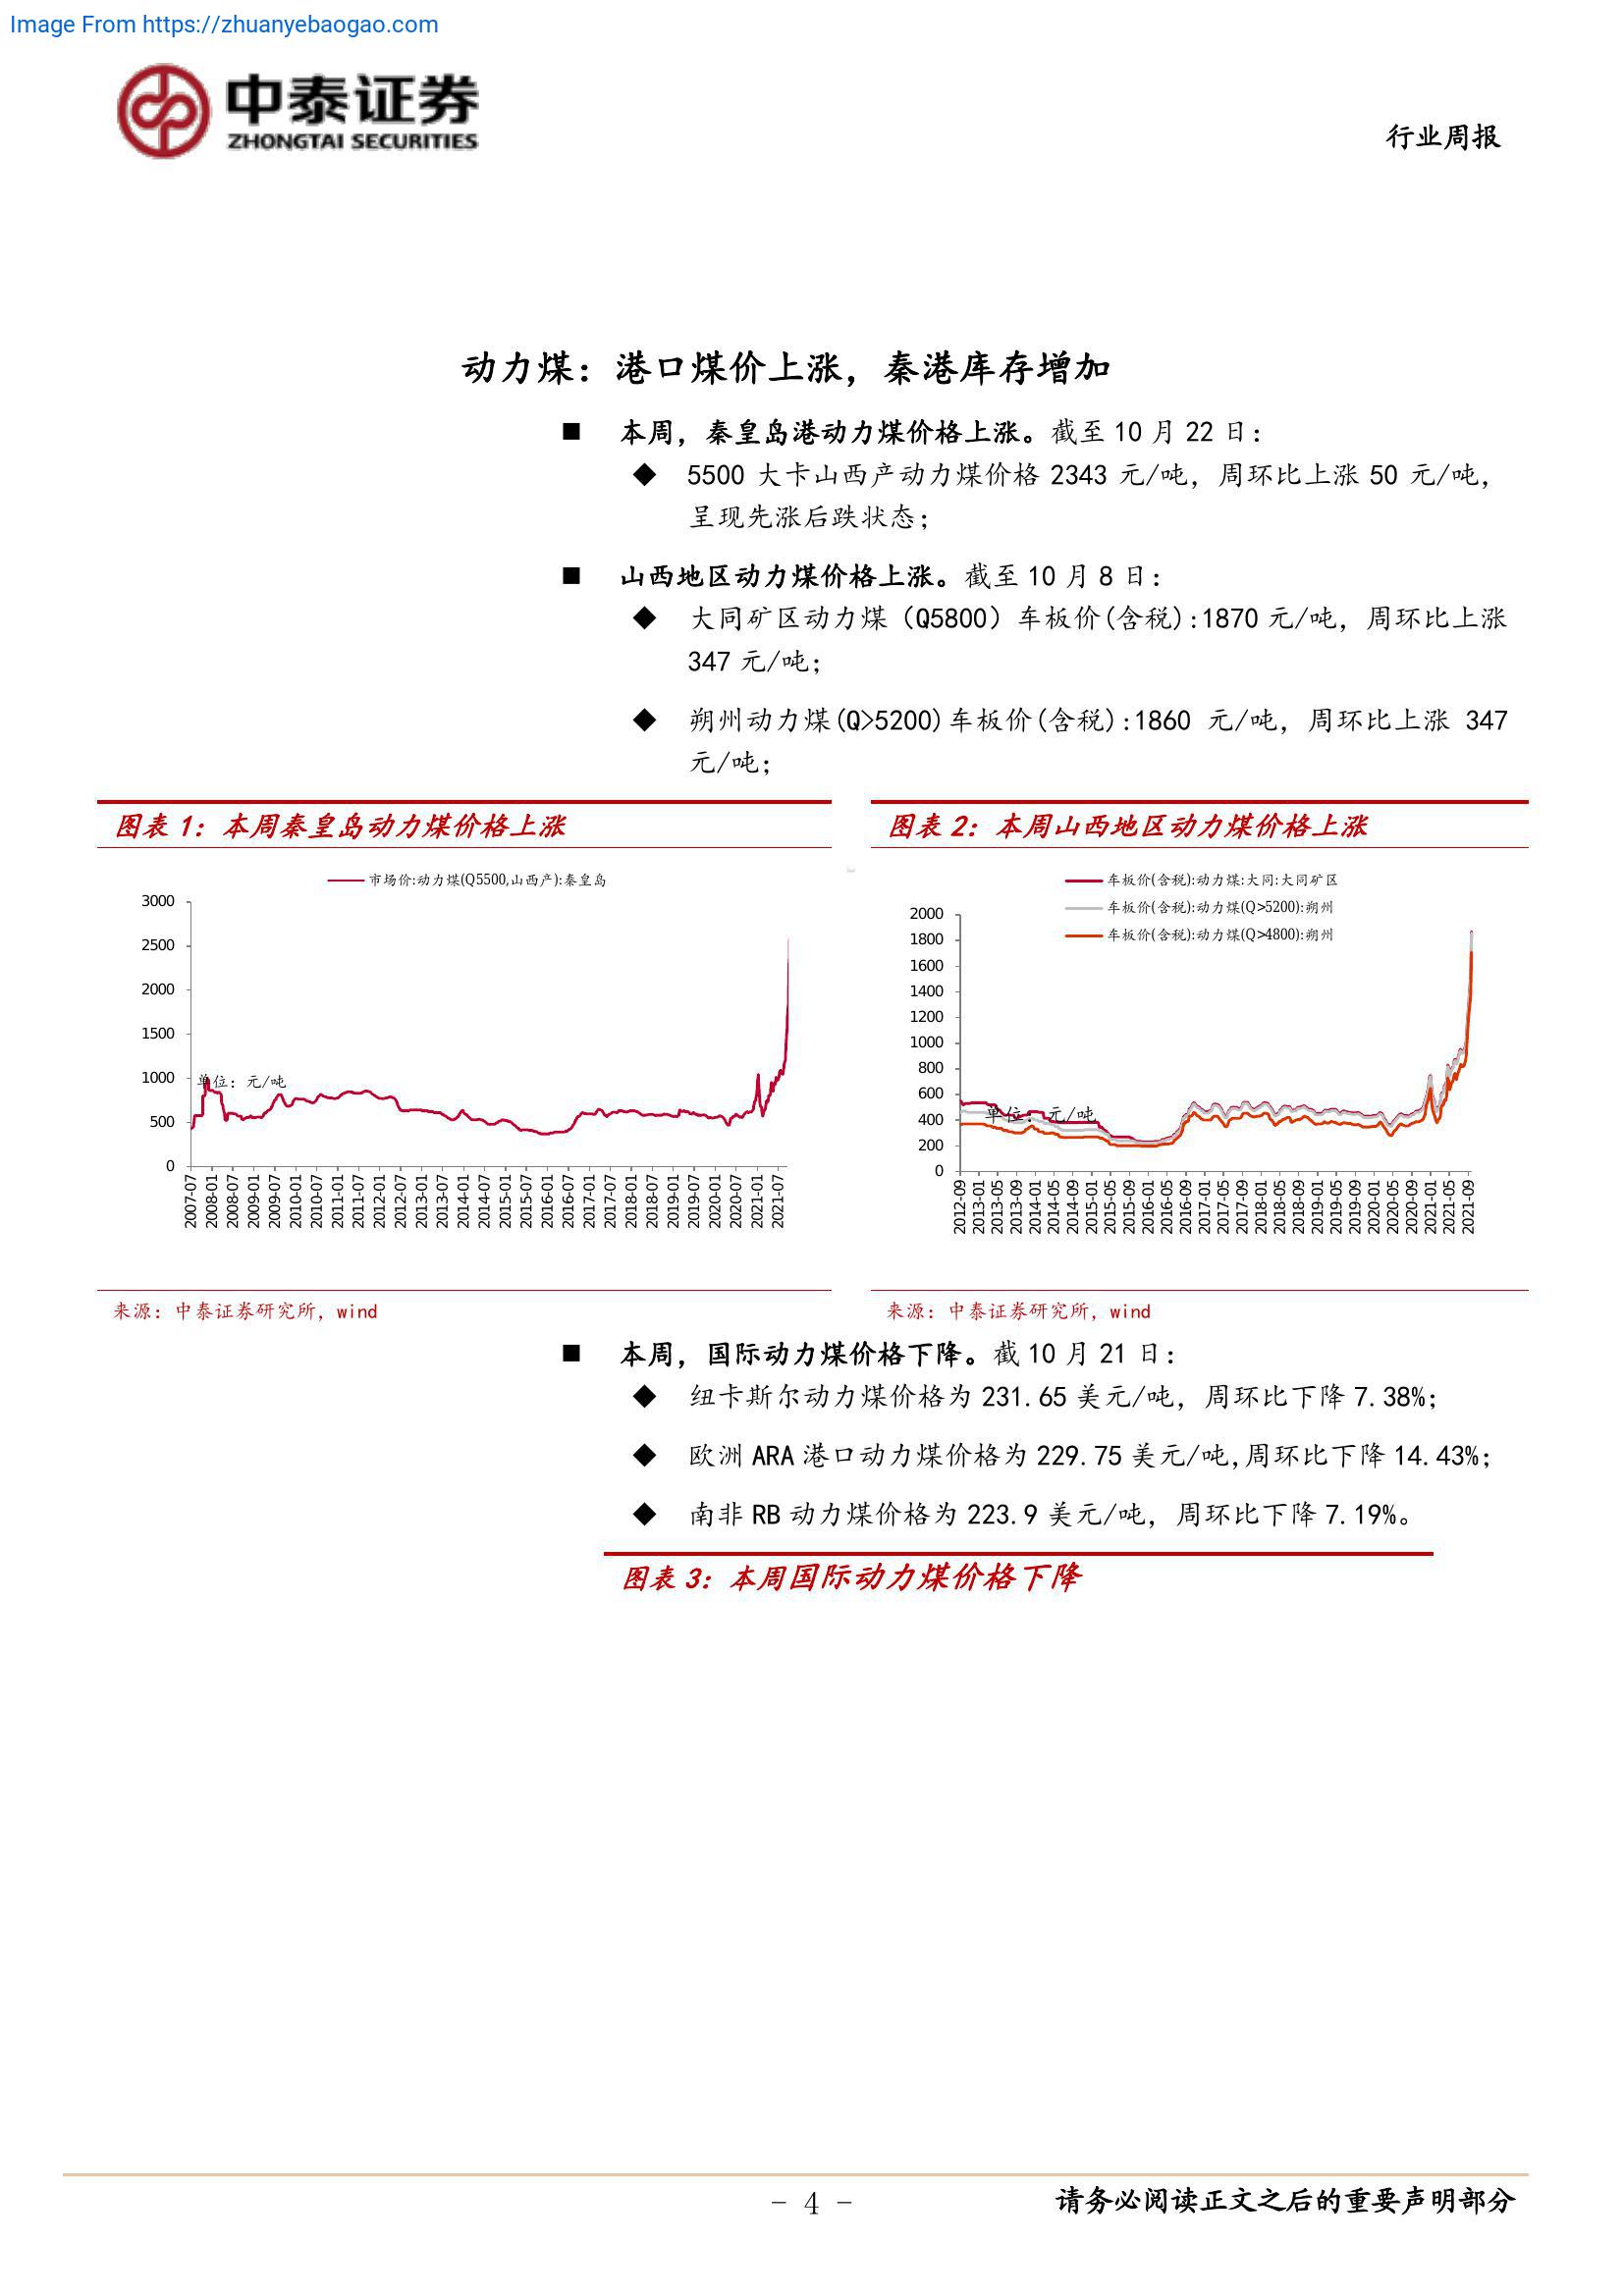 Image From https://zhuanyebaogao.com
中泰证券
ZHONGTAI SECURITIES
行业周报
动力煤：港口煤价上涨，秦港库存增加
■ 本周，秦皇岛港动力煤价格上涨。截至 10 月 22 日：
◆ 5500 大卡山西产动力煤价格 2343 元/吨，周环比上涨 50 元/吨，
呈现先涨后跌状态；
■ 山西地区动力煤价格上涨。截至 10 月 8 日：
◆ 大同矿区动力煤（Q5800）车板价(含税):1870 元/吨，周环比上涨
347 元/吨；
◆ 朔州动力煤(Q>5200)车板价(含税):1860 元/吨，周环比上涨 347
元/吨；
图表 1：本周秦皇岛动力煤价格上涨
市场价:动力煤(Q5500,山西产):秦皇岛
3000
2500
2000
1500
1000
500
0
单位：元/吨
2007-07
2008-01
2008-07
2009-01
2009-07
2010-01
2010-07
2011-01
2011-07
2012-01
2012-07
2013-01
2013-07
2014-01
2014-07
2015-01
2015-07
2016-01
2016-07
2017-01
2017-07
2018-01
2018-07
2019-01
2019-07
2020-01
2020-07
2021-01
2021-07
来源：中泰证券研究所，wind
图表 2：本周山西地区动力煤价格上涨
车板价(含税):动力煤:大同:大同矿区
车板价(含税):动力煤(Q>5200):朔州
车板价(含税):动力煤(Q>4800):朔州
2000
1800
1600
1400
1200
1000
800
600
400
200
0
单位：元/吨
2012-09
2013-01
2013-05
2013-09
2014-01
2014-05
2014-09
2015-01
2015-05
2015-09
2016-01
2016-05
2016-09
2017-01
2017-05
2017-09
2018-01
2018-05
2018-09
2019-01
2019-05
2019-09
2020-01
2020-05
2020-09
2021-01
2021-05
2021-09
来源：中泰证券研究所，wind
■ 本周，国际动力煤价格下降。截 10 月 21 日：
◆ 纽卡斯尔动力煤价格为 231.65 美元/吨，周环比下降 7.38%；
◆ 欧洲 ARA 港口动力煤价格为 229.75 美元/吨,周环比下降 14.43%；
◆ 南非 RB 动力煤价格为 223.9 美元/吨，周环比下降 7.19%。
图表 3：本周国际动力煤价格下降
- 4 -
请务必阅读正文之后的重要声明部分